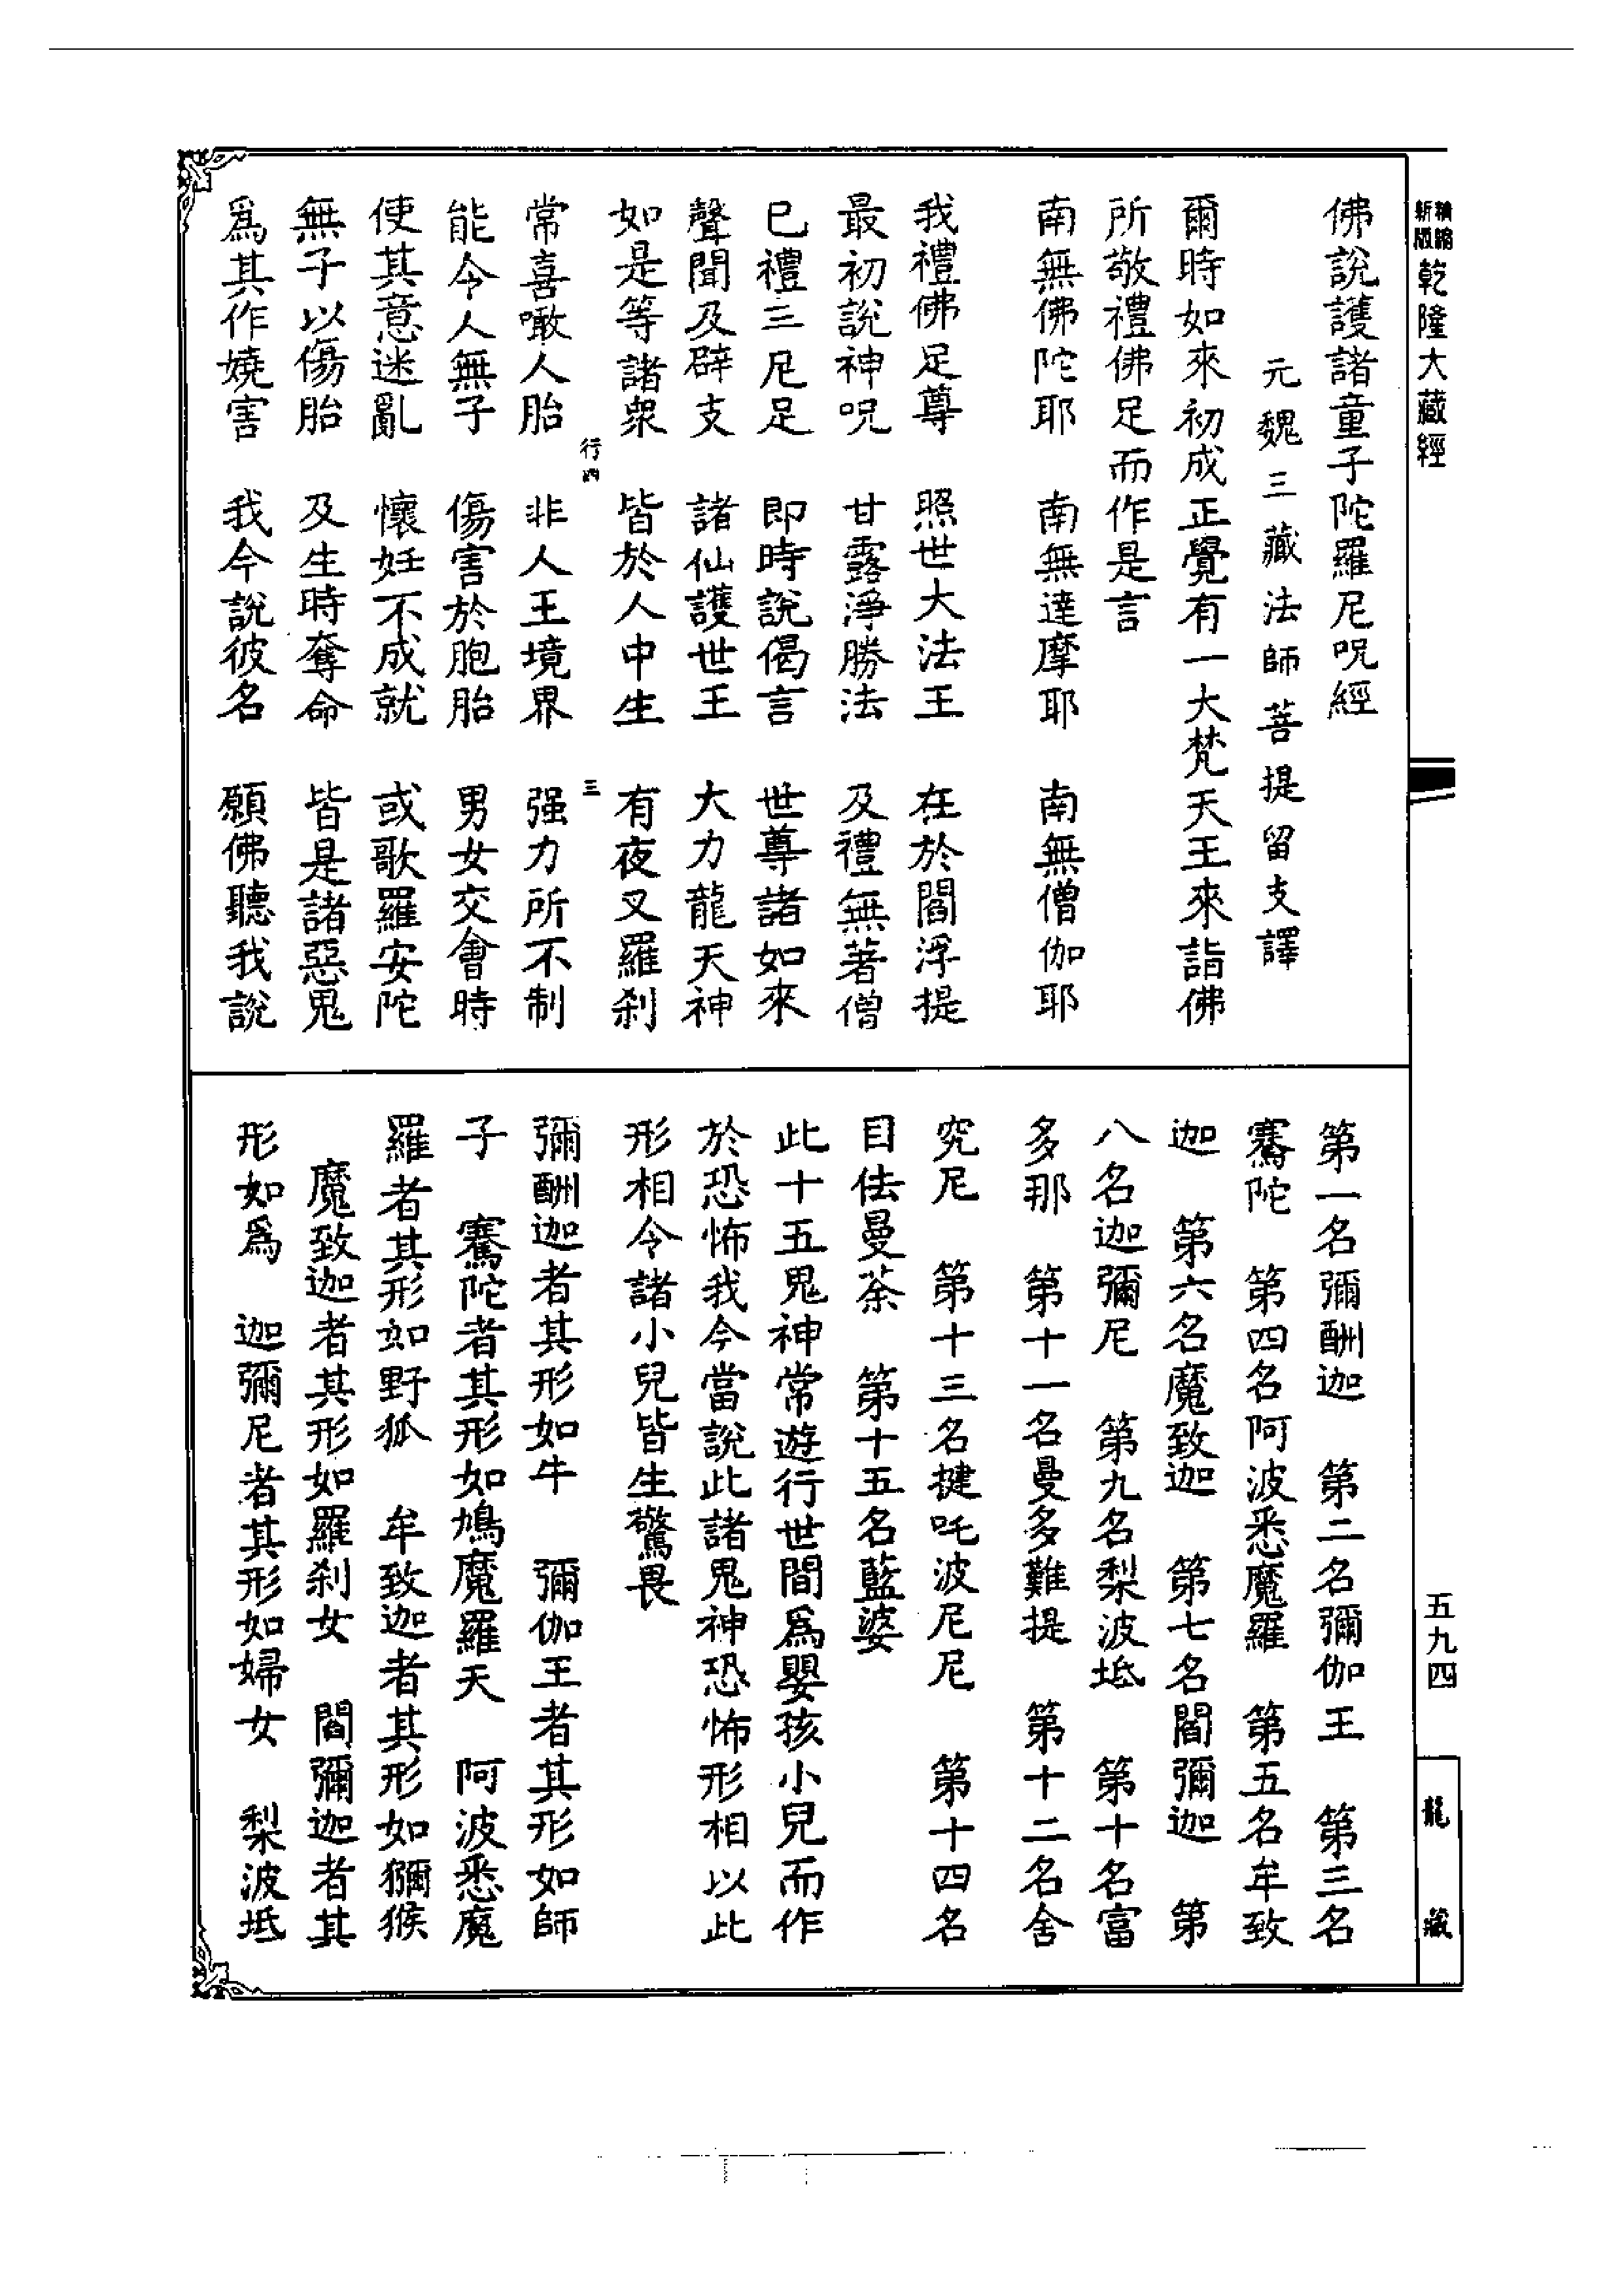 精縮新版乾隆大藏經
佛說護諸童子陀羅尼呪經
元魏三藏法師菩提留支譯
爾時如來初成正覺有一大梵天王來詣佛
所敬禮佛足而作是言
南無佛陀耶　南無達摩耶　南無僧伽耶
我禮佛足尊　照世大法王　在於閻浮提
最初說神呪　甘露淨勝法　及禮無著僧
已禮三尼足　即時說偈言　世尊諸如來
聲聞及辟支　諸仙護世王　大力龍天神
如是等諸衆　皆於人中生　有夜叉羅刹
行四　三
常喜噉人胎　非人王境界　强力所不制
能令人無子　傷害於胞胎　男女交會時
使其意迷亂　懷妊不成就　或歌羅安陀
無子以傷胎　及生時奪命　皆是諸惡鬼
爲其作嬈害　我今說彼名　願佛聽我說
五九四
龍藏
第一名彌酬迦　第二名彌伽王　第三名
騫陀　第四名阿波悉魔羅　第五名牟致
迦　第六名魔致迦　第七名閻彌迦　第
八名迦彌尼　第九名梨波坻　第十名富
多那　第十一名曼多難提　第十二名舍
究尼　第十三名揵吒波尼尼　第十四名
目佉曼荼　第十五名藍婆
此十五鬼神常遊行世間爲嬰孩小兒而作
於恐怖我今當說此諸鬼神恐怖形相以此
形相令諸小兒皆生驚畏
彌酬迦者其形如牛　彌伽王者其形如師
子　騫陀者其形如鳩魔羅天　阿波悉魔
羅者其形如野狐　牟致迦者其形如獼猴
魔致迦者其形如羅刹女　閻彌迦者其
形如爲　迦彌尼者其形如婦女　梨波坻